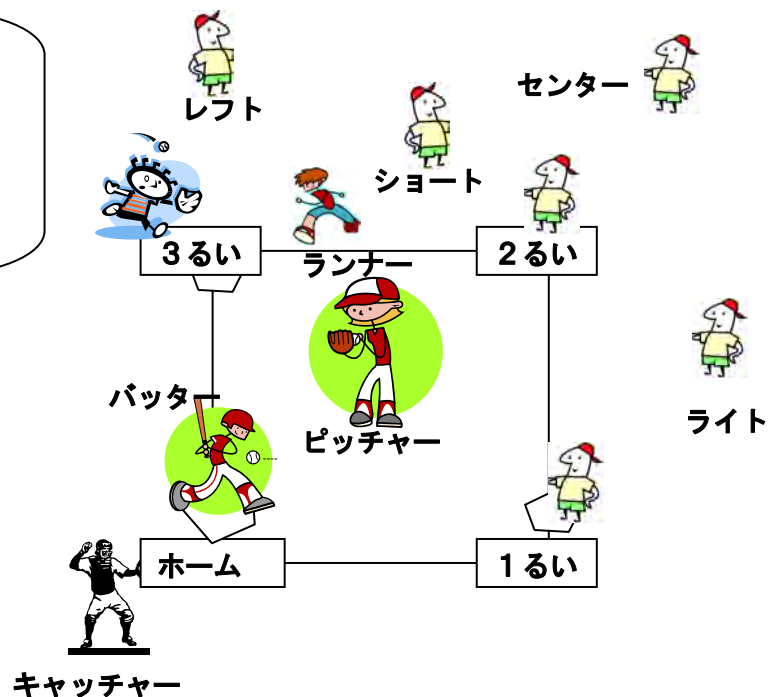 センター
レフト
ショート
3るい
2るい
ランナー
バッター
ライト
ピッチャー
ホーム
1るい
キャッチャー